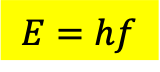 E = hf